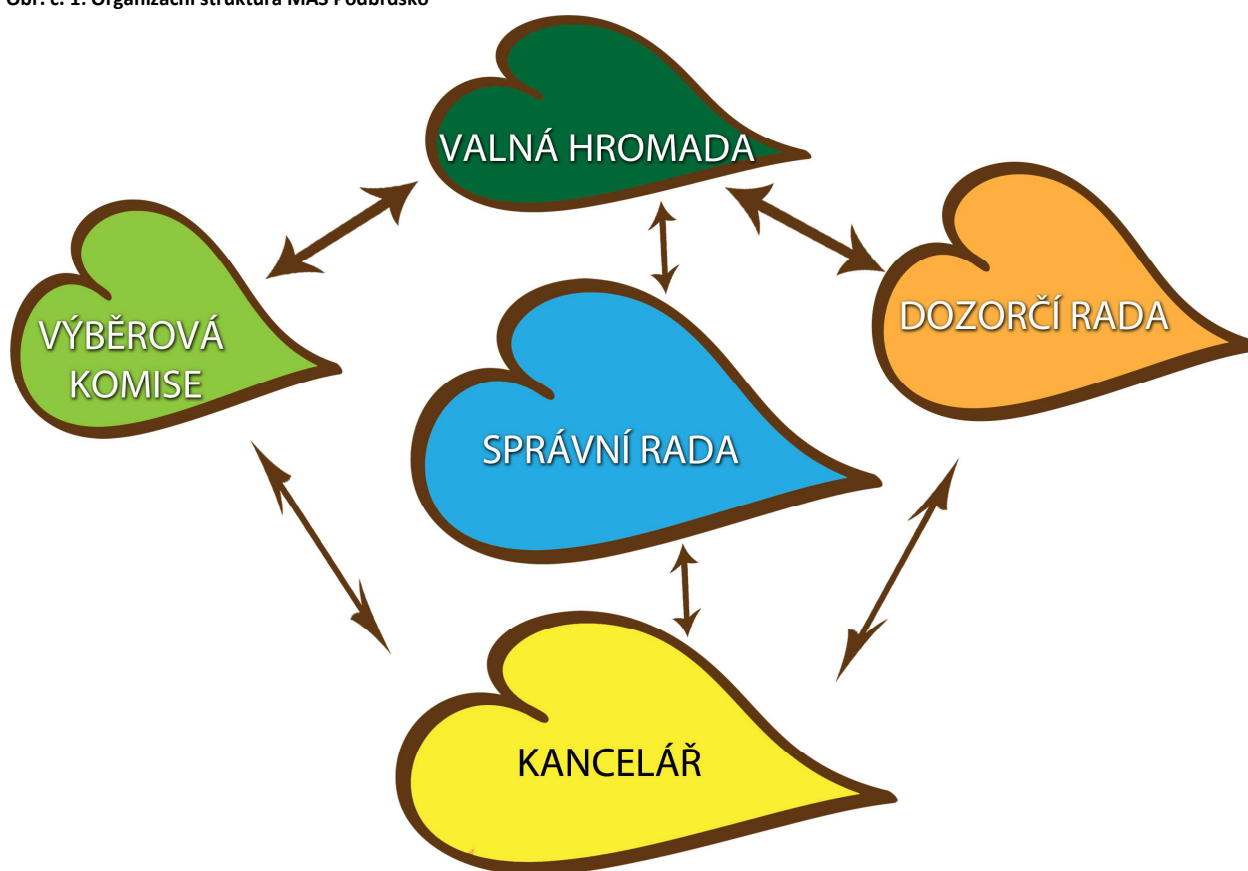 Obr. č. 1: Organizační struktura MAS Podbrdsko
VALNÁ HROMADA
VÝBĚROVÁ
KOMISE
DOZORČÍ RADA
SPRÁVNÍ RADA
KANCELÁŘ